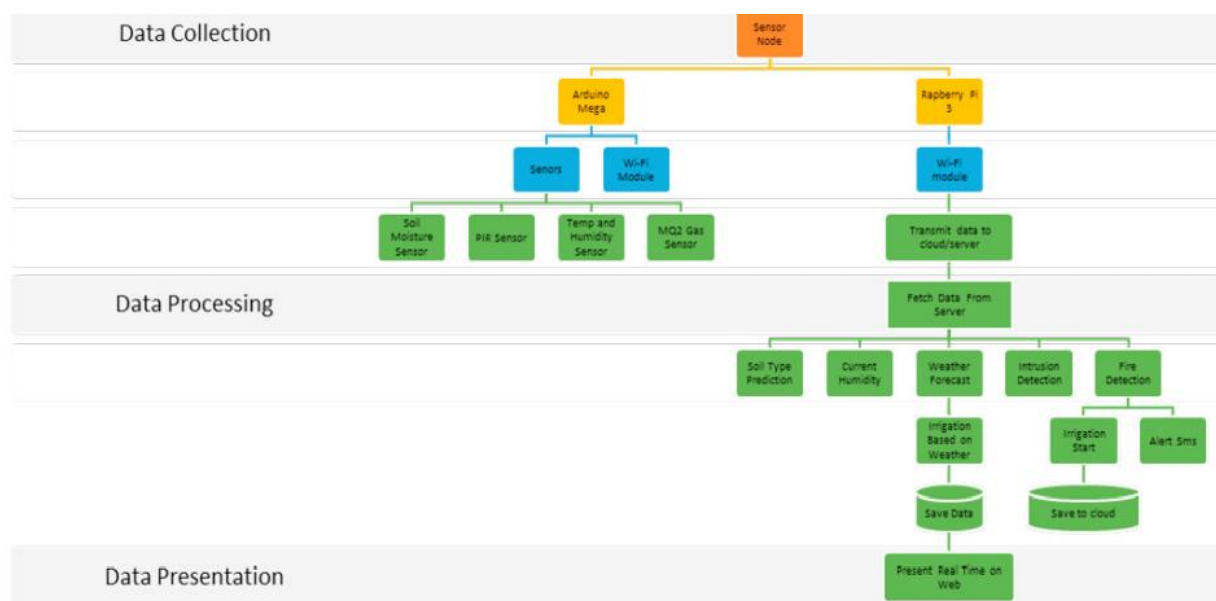 Data Collection
Sensor
Node
Arduino
Mega
Rapberry Pi
3
Senors
Wi-Fi
Module
Wi-Fi
module
Soil
Moisture
Sensor
PIR Sensor
Temp and
Humidity
Sensor
MQ2 Gas
Sensor
Transmit data to
cloud/server
Data Processing
Fetch Data From
Server
Soil Type
Prediction
Current
Humidity
Weather
Forecast
Intrusion
Detection
Fire
Detection
Irrigation
Based on
Weather
Irrigation
Start
Alert Sms
Save Data
Save to cloud
Data Presentation
Present Real Time on
Web